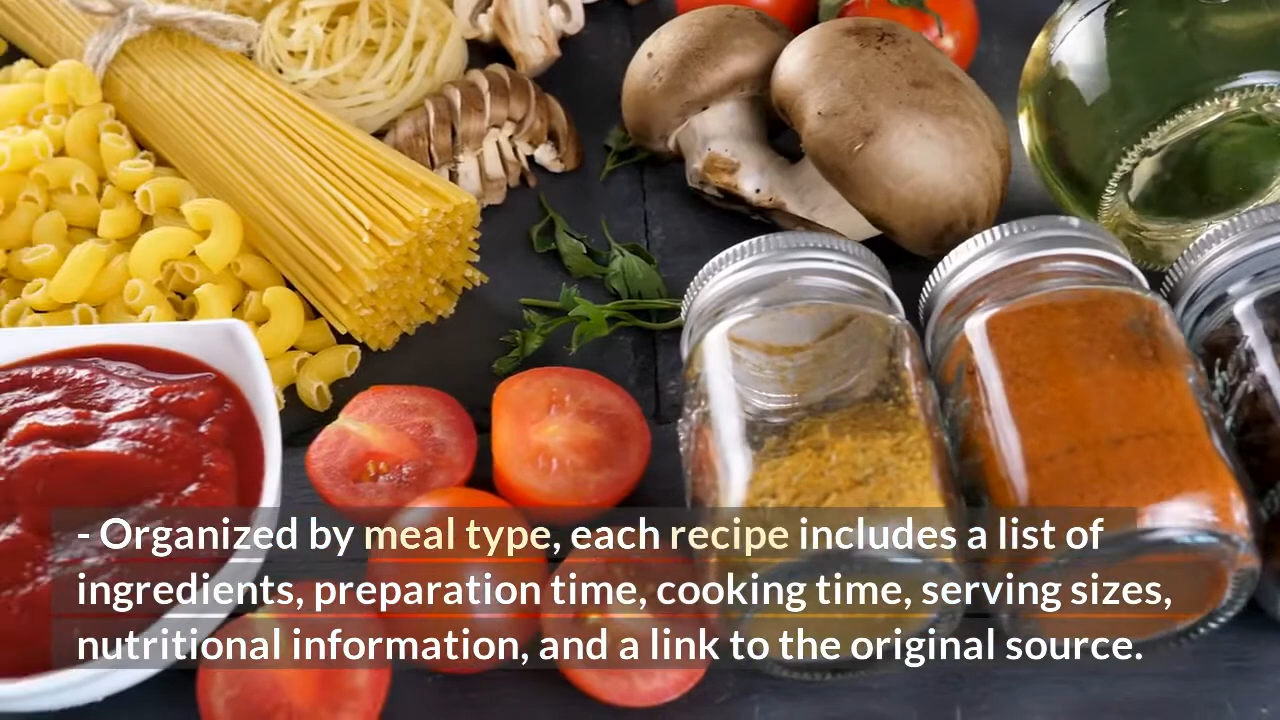 - Organized by meal type, each recipe includes a list of
ingredients, preparation time, cooking time, serving sizes,
nutritional information, and a link to the original source.